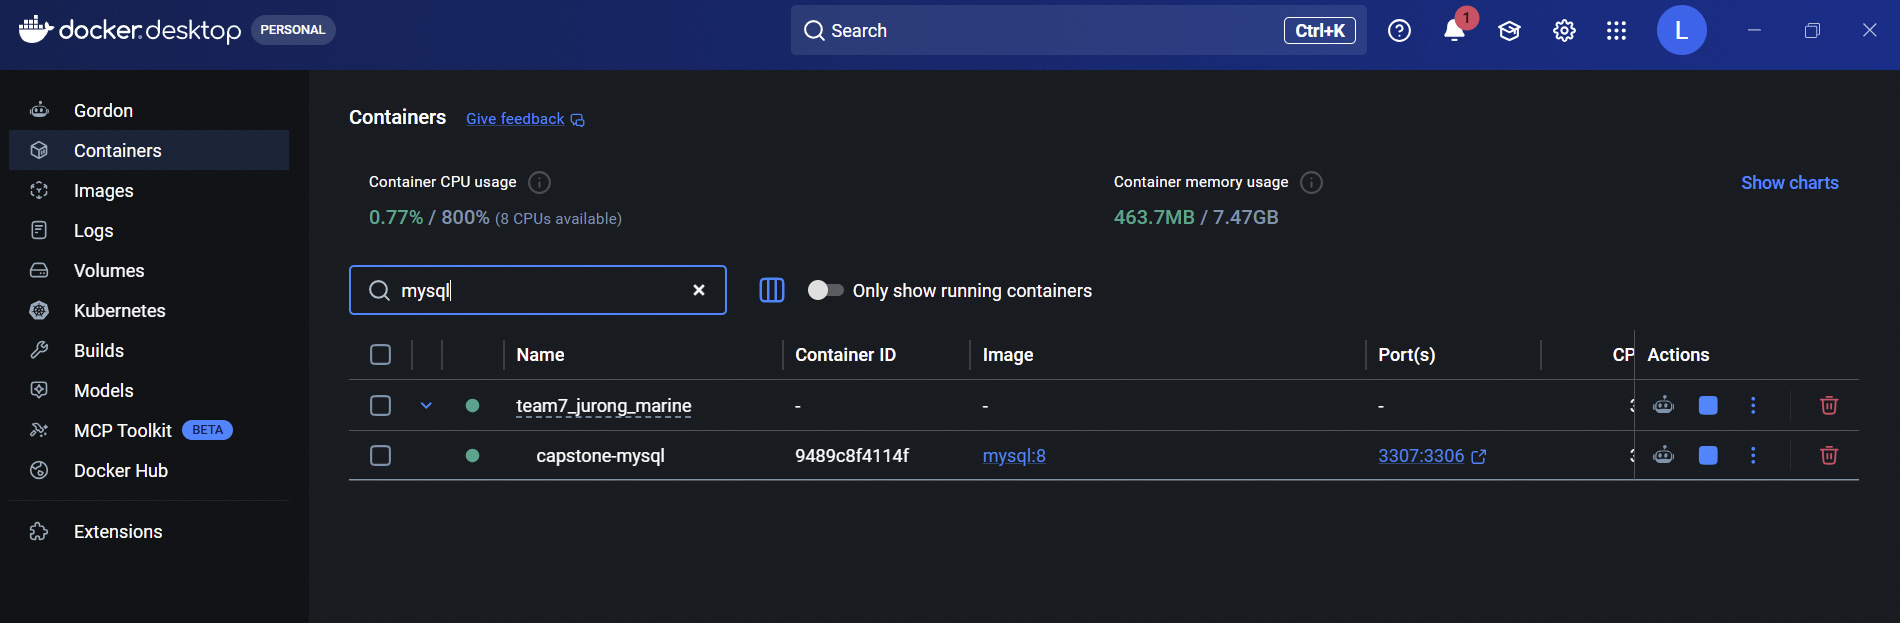 docker.desktop PERSONAL
Search Ctrl+K 1 L
Gordon
Containers
Images
Logs
Volumes
Kubernetes
Builds
Models
MCP Toolkit BETA
Docker Hub
Extensions
Containers Give feedback
Container CPU usage
0.77% / 800% (8 CPUs available)
Container memory usage
463.7MB / 7.47GB
Show charts
mysql
Only show running containers
Name Container ID Image Port(s) CP Actions
team7_jurong_marine - - -
capstone-mysql 9489c8f4114f mysql:8 3307:3306